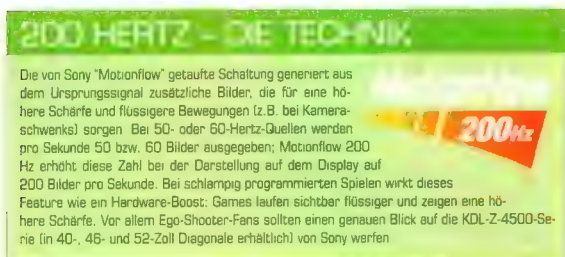 200 HERTZ – DIE TECHNIK
Die von Sony "Motionflow" getaufte Schaltung generiert aus
dem Ursprungssignal zusätzliche Bilder, die für eine hö-
here Schärfe und flüssigere Bewegungen (z.B. bei Kamera-
schwenks) sorgen Bei 50- oder 60-Hertz-Quellen werden
pro Sekunde 50 bzw. 60 Bilder ausgegeben; Motionflow 200
Hz erhöht diese Zahl bei der Darstellung auf dem Display auf
200 Bilder pro Sekunde. Bei schlampig programmierten Spielen wirkt dieses
Feature wie ein Hardware-Boost: Games laufen sichtbar flüssiger und zeigen eine hö-
here Schärfe. Vor allem Ego-Shooter-Fans sollten einen genauen Blick auf die KDL-Z-4500-Se-
rie (in 40-, 46- und 52-Zoll Diagonale erhältlich) von Sony werfen
200Hz